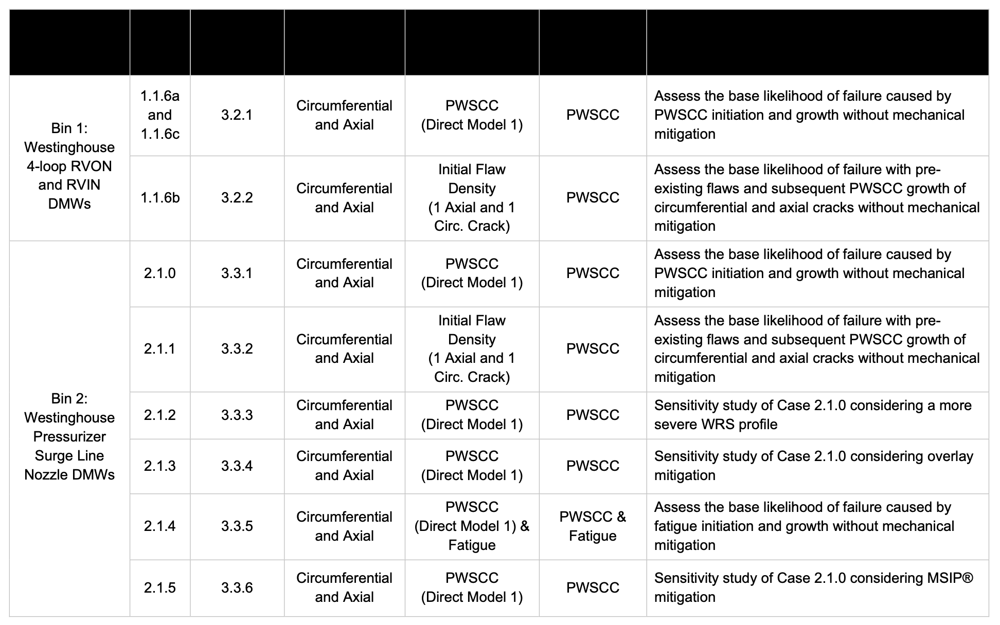 Bin 1:
Westinghouse
4-loop RVON
and RVIN
DMWs
1.1.6a
and
1.1.6c
3.2.1
Circumferential
and Axial
PWSCC
(Direct Model 1)
PWSCC
Assess the base likelihood of failure caused by
PWSCC initiation and growth without mechanical
mitigation
1.1.6b
3.2.2
Circumferential
and Axial
Initial Flaw
Density
(1 Axial and 1
Circ. Crack)
PWSCC
Assess the base likelihood of failure with pre-
existing flaws and subsequent PWSCC growth of
circumferential and axial cracks without mechanical
mitigation
Bin 2:
Westinghouse
Pressurizer
Surge Line
Nozzle DMWs
2.1.0
3.3.1
Circumferential
and Axial
PWSCC
(Direct Model 1)
PWSCC
Assess the base likelihood of failure caused by
PWSCC initiation and growth without mechanical
mitigation
2.1.1
3.3.2
Circumferential
and Axial
Initial Flaw
Density
(1 Axial and 1
Circ. Crack)
PWSCC
Assess the base likelihood of failure with pre-
existing flaws and subsequent PWSCC growth of
circumferential and axial cracks without mechanical
mitigation
2.1.2
3.3.3
Circumferential
and Axial
PWSCC
(Direct Model 1)
PWSCC
Sensitivity study of Case 2.1.0 considering a more
severe WRS profile
2.1.3
3.3.4
Circumferential
and Axial
PWSCC
(Direct Model 1)
PWSCC
Sensitivity study of Case 2.1.0 considering overlay
mitigation
2.1.4
3.3.5
Circumferential
and Axial
PWSCC
(Direct Model 1) &
Fatigue
PWSCC &
Fatigue
Assess the base likelihood of failure caused by
fatigue initiation and growth without mechanical
mitigation
2.1.5
3.3.6
Circumferential
and Axial
PWSCC
(Direct Model 1)
PWSCC
Sensitivity study of Case 2.1.0 considering MSIP®
mitigation